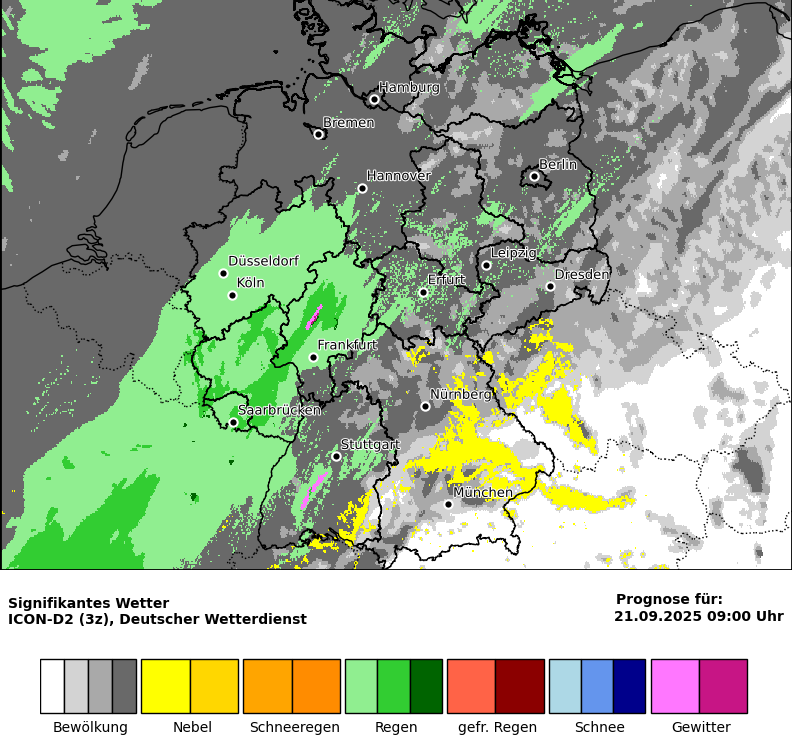 Hamburg
Bremen
2
Berlin
Hannover
Düsseldorf
Leipzig
Dresden
Köln
Erfurt
Frankfurt
Nürnberg
Saarbrücken
Stuttgart
München
Signifikantes Wetter
ICON-D2 (3z), Deutscher Wetterdienst
Prognose für:
21.09.2025 09:00 Uhr
Bewölkung Nebel Schneeregen Regen gefr. Regen Schnee Gewitter